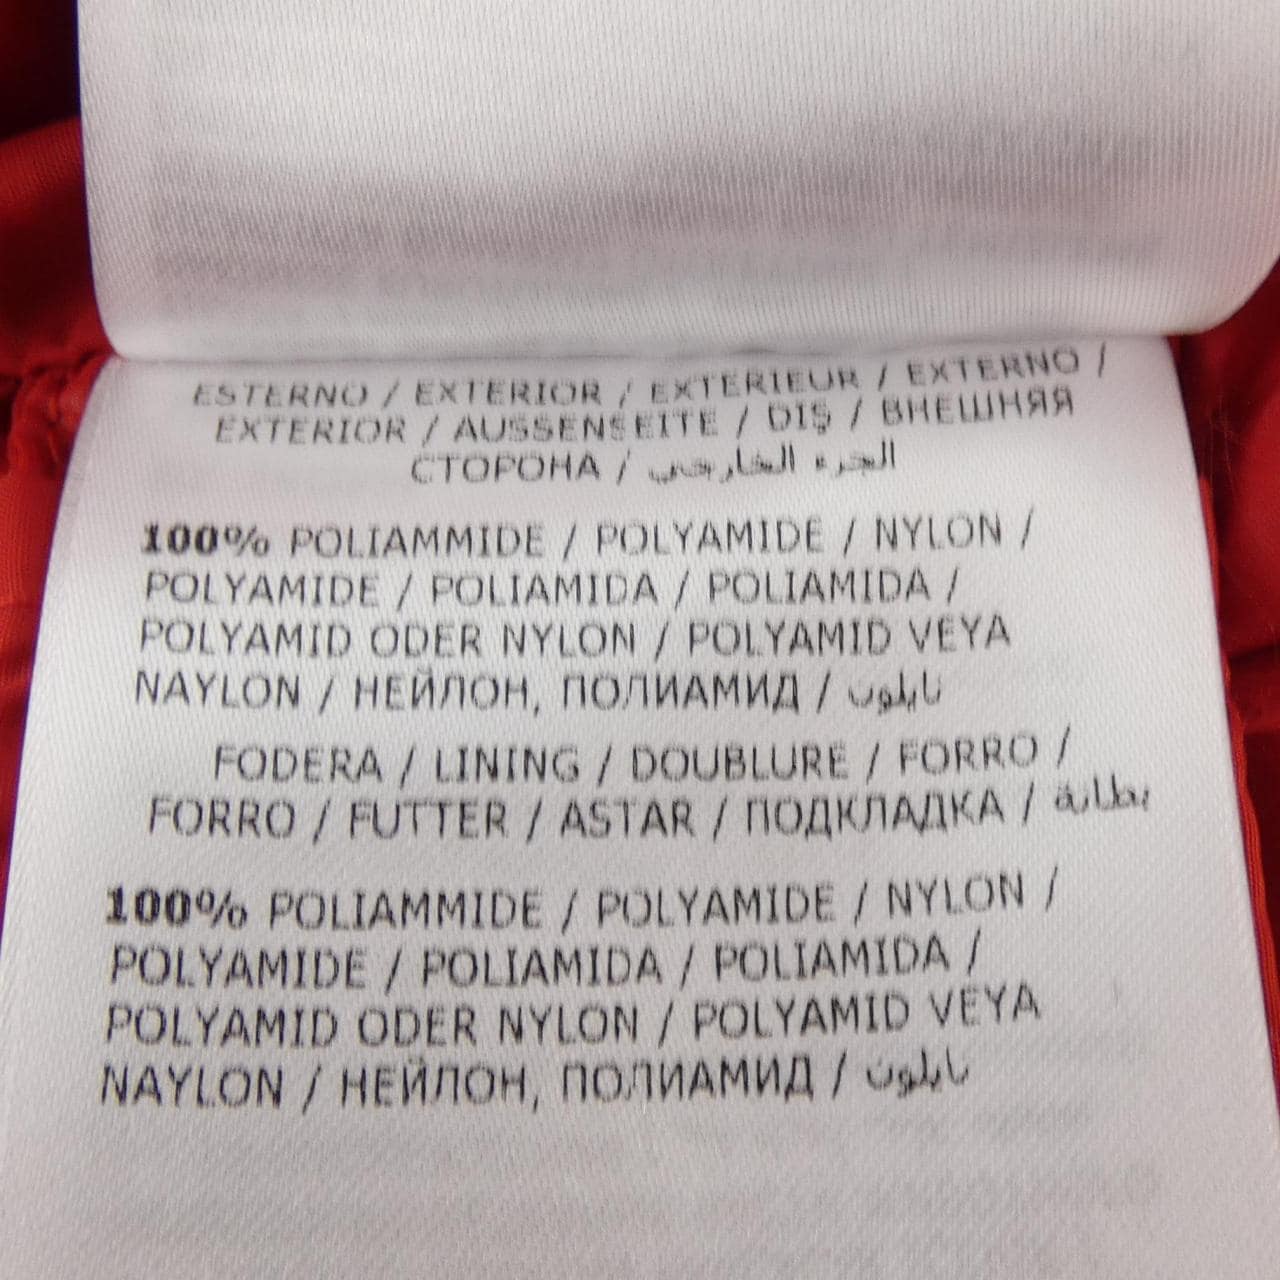 ESTERNO / EXTERIOR / EXTERIEUR / EXTERNO /
EXTERIOR / AUSSENSEITE / DIŞ / ВНЕШНЯЯ
СТОРОНА / الجزء الخارجي
100% POLIAMMIDE / POLYAMIDE / NYLON /
POLYAMIDE / POLIAMIDA / POLIAMIDA /
POLYAMID ODER NYLON / POLYAMID VEYA
NAYLON / НЕЙЛОН, ПОЛИАМИД / نايلون
FODERA / LINING / DOUBLURE / FORRO /
FORRO / FUTTER / ASTAR / ПОДКЛАДКА / بطانة
100% POLIAMMIDE / POLYAMIDE / NYLON /
POLYAMIDE / POLIAMIDA / POLIAMIDA /
POLYAMID ODER NYLON / POLYAMID VEYA
NAYLON / НЕЙЛОН, ПОЛИАМИД / نايلون